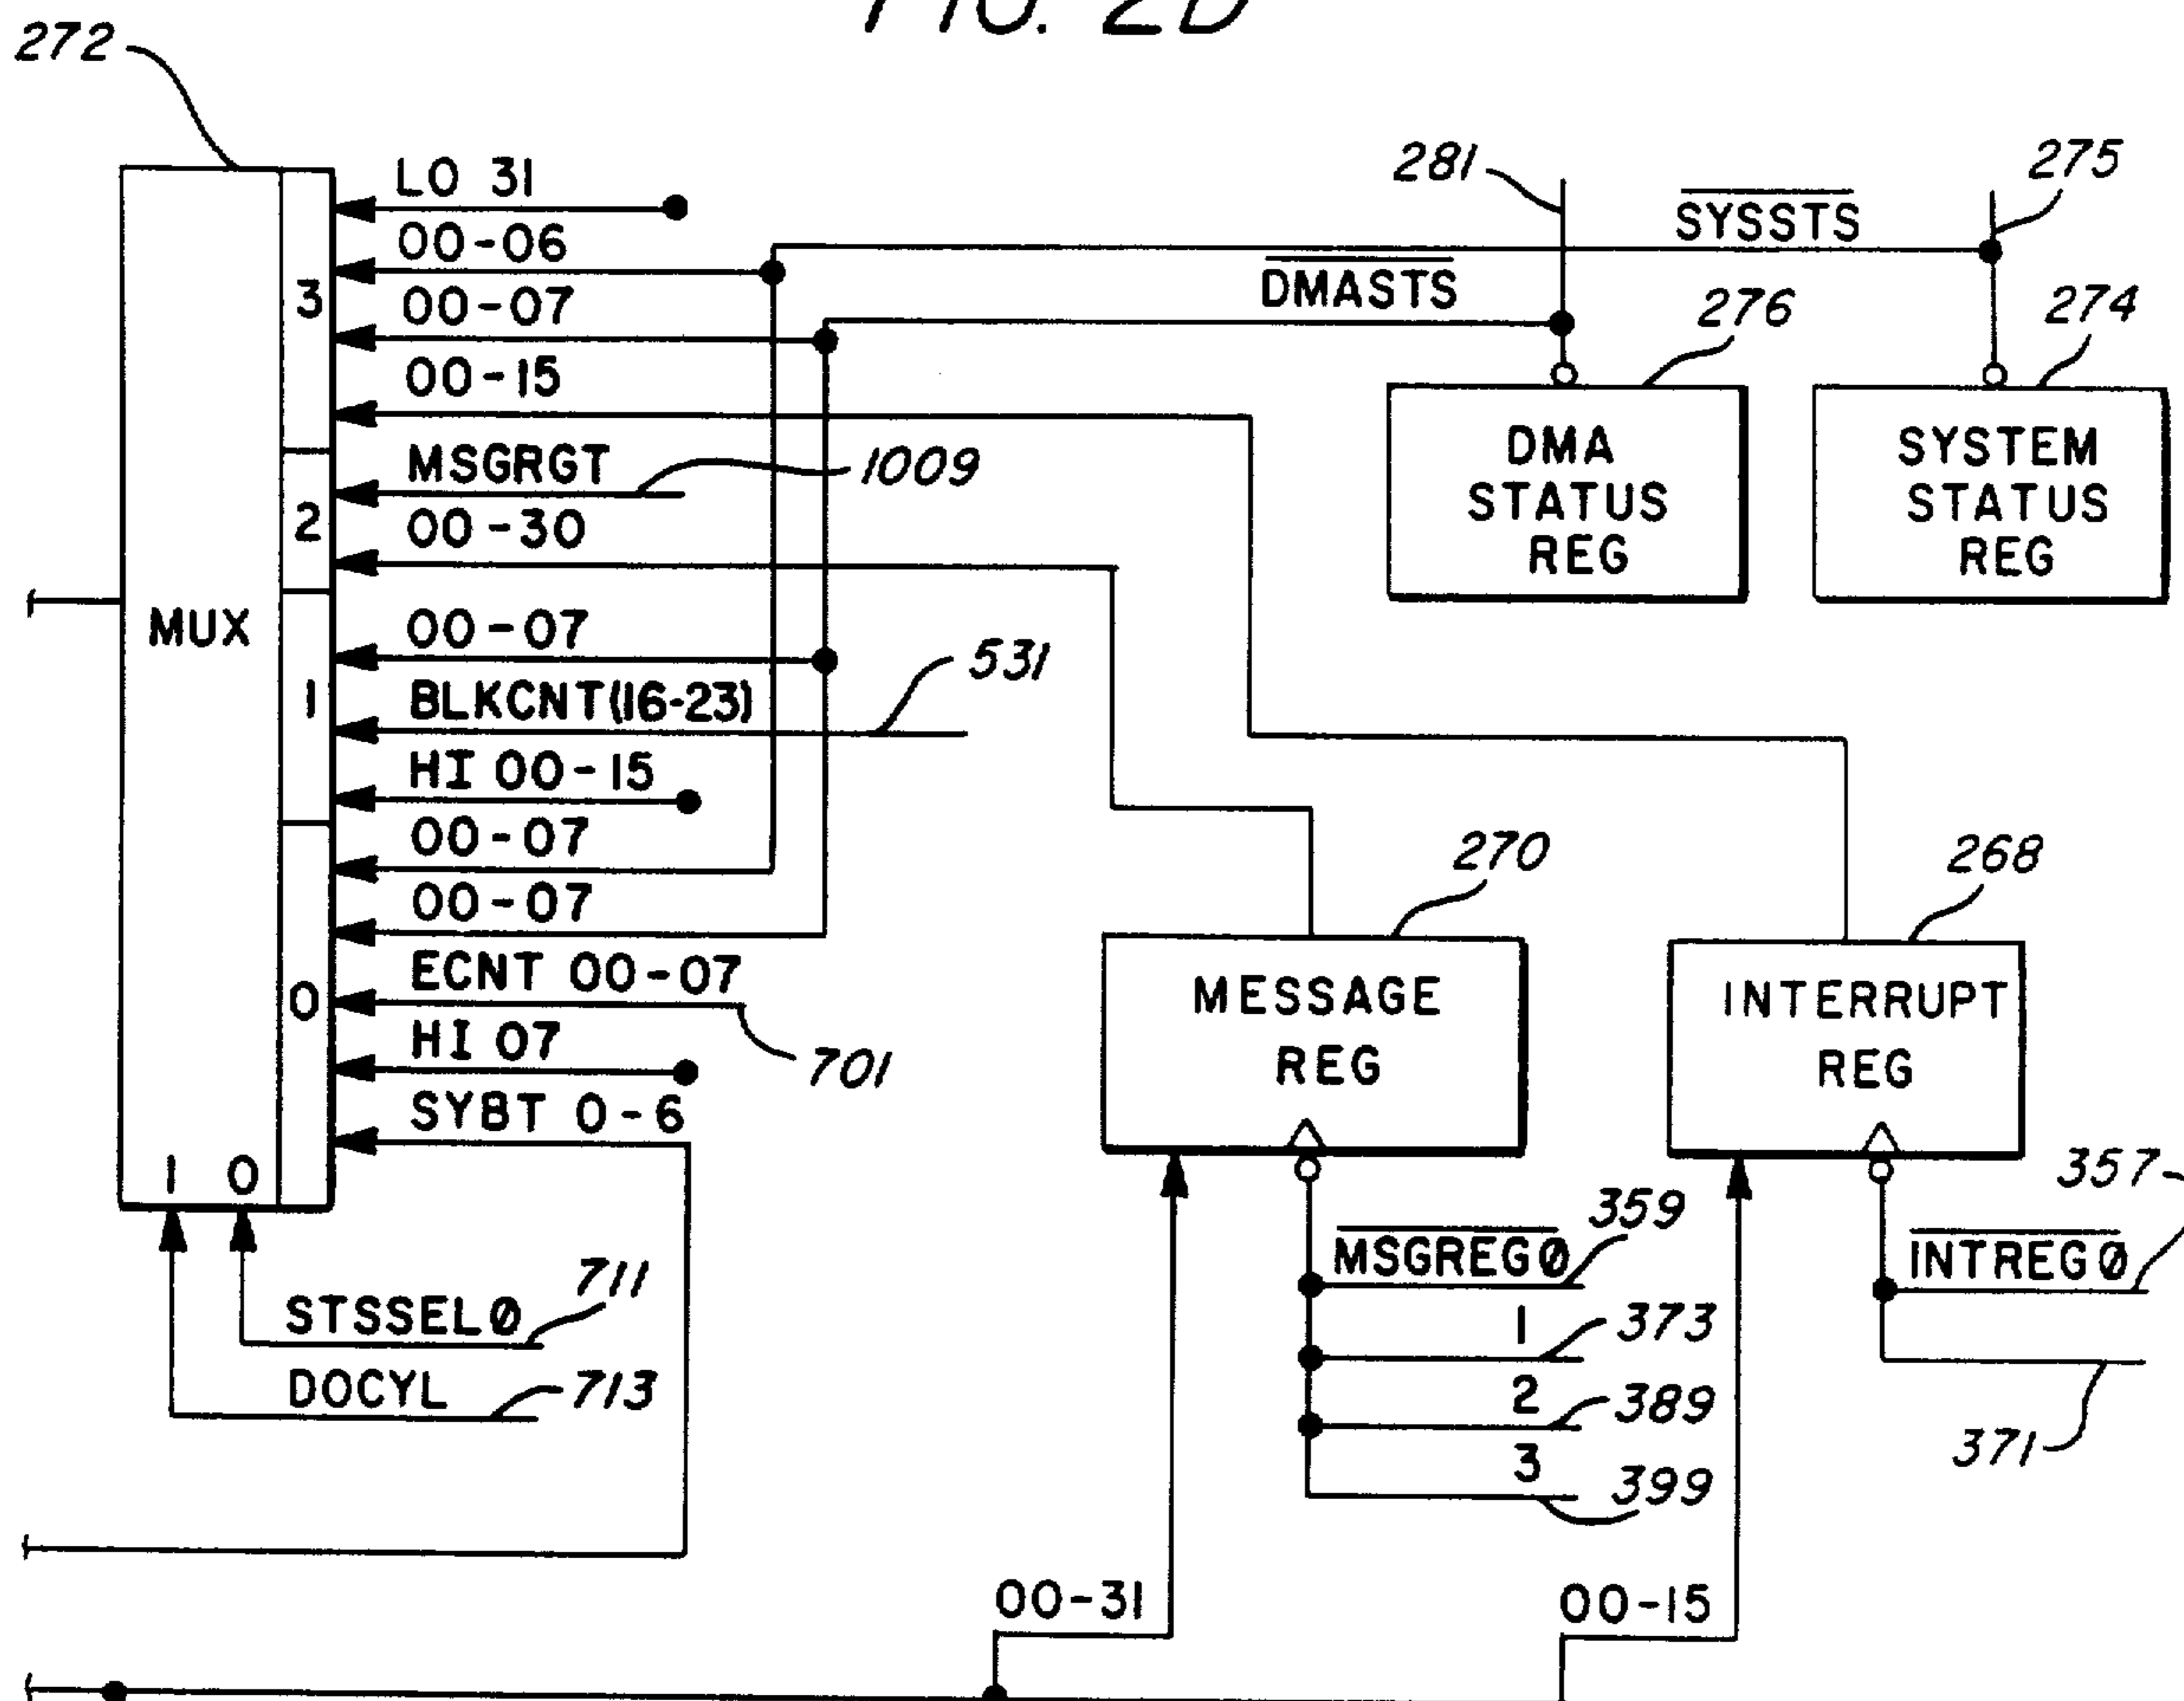 FIG. 2D
272
LO 31
00-06
00-07
00-15
MSGRGT
1009
00-30
00-07
BLKCNT(16-23)
531
HI 00-15
00-07
00-07
ECNT 00-07
701
HI 07
SYBT 0-6
3
2
1
0
MUX
1 0
STSSEL0
711
DOCYL
713
281
SYSSTS
275
DMASTS
276
274
DMA
STATUS
REG
SYSTEM
STATUS
REG
270
268
MESSAGE
REG
INTERRUPT
REG
MSGREG0
359
1
373
2
389
3
399
357
INTREG0
371
00-31
00-15